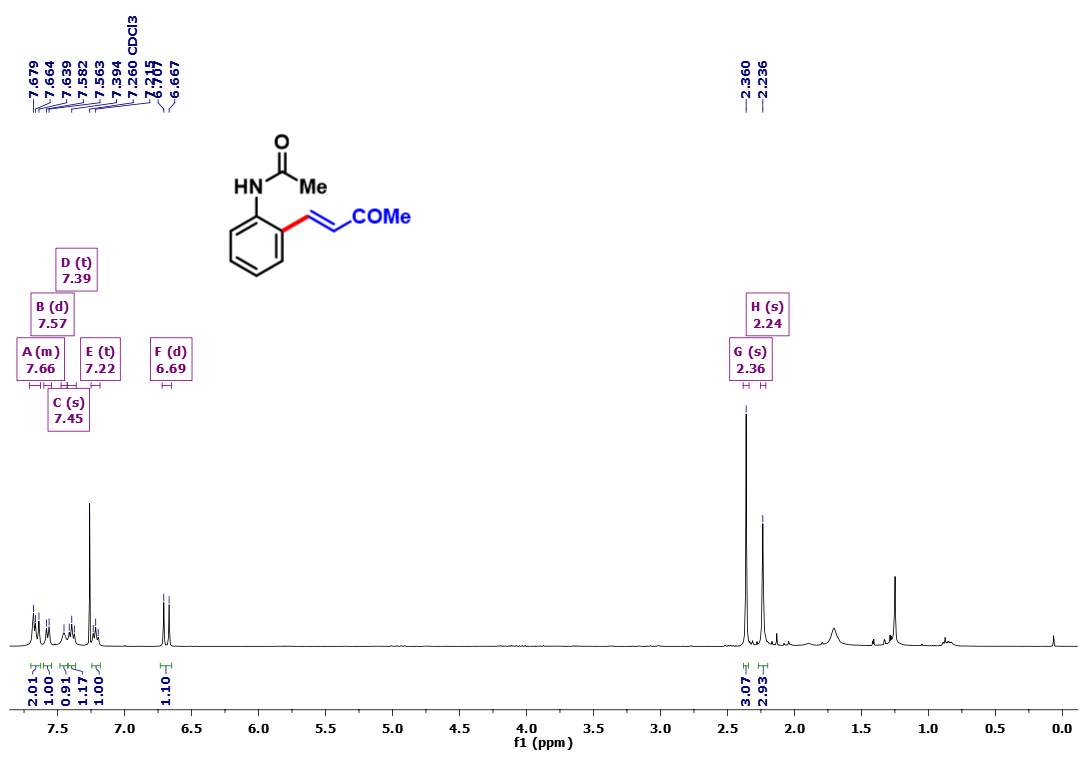 7.679
7.664
7.639
7.582
7.563
7.394
7.260 CDCl3
7.215
6.707
6.667
2.360
2.236
O
HN
Me
COMe
D (t)
7.39
B (d)
7.57
H (s)
2.24
A (m)
7.66
E (t)
7.22
F (d)
6.69
G (s)
2.36
C (s)
7.45
2.01
1.00
0.91
1.17
1.00
1.10
3.07
2.93
7.5 7.0 6.5 6.0 5.5 5.0 4.5 4.0 3.5 3.0 2.5 2.0 1.5 1.0 0.5 0.0
f1 (ppm)